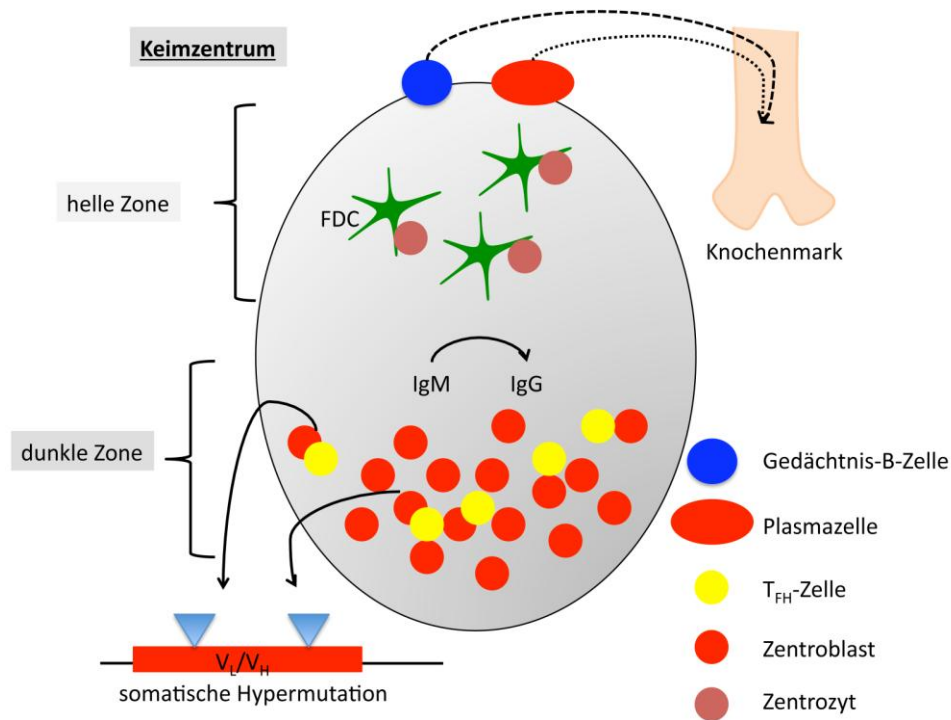 Keimzentrum
helle Zone
FDC
Knochenmark
IgM IgG
dunkle Zone
Gedächtnis-B-Zelle
Plasmazelle
TFH-Zelle
Zentroblast
Zentrozyt
VL/VH
somatische Hypermutation